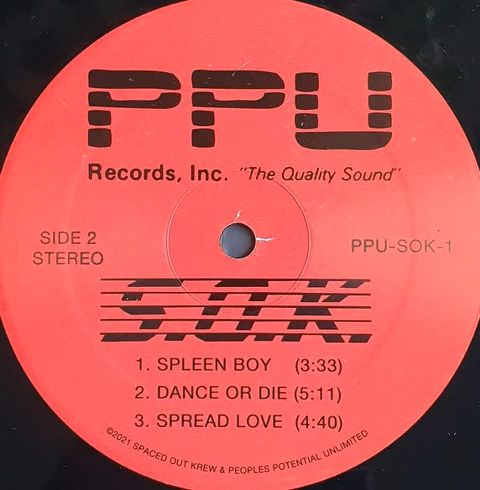 PPU
Records, Inc. "The Quality Sound"
SIDE 2
STEREO
PPU-SOK-1
S.O.K.
1. SPLEEN BOY (3:33)
2. DANCE OR DIE (5:11)
3. SPREAD LOVE (4:40)
©2021 SPACED OUT KREW & PEOPLES POTENTIAL UNLIMITED